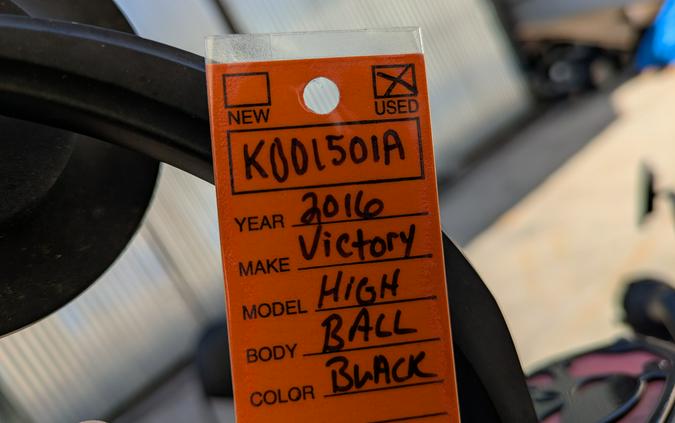 NEW USED
K001501A
YEAR 2016
MAKE Victory
MODEL HIGH
BODY BALL
COLOR BLACK